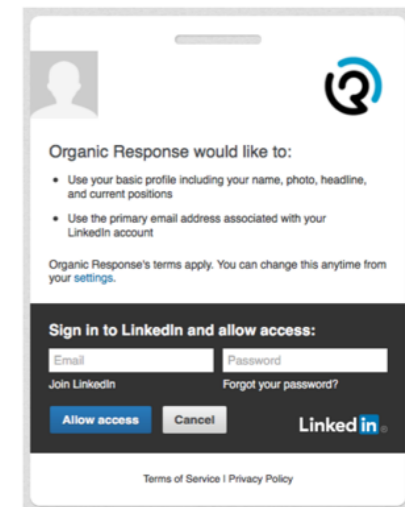 Organic Response would like to:
• Use your basic profile including your name, photo, headline,
and current positions
• Use the primary email address associated with your
LinkedIn account
Organic Response's terms apply. You can change this anytime from
your settings.
Sign in to LinkedIn and allow access:
Email Password
Join LinkedIn Forgot your password?
Allow access Cancel Linked in
Terms of Service | Privacy Policy